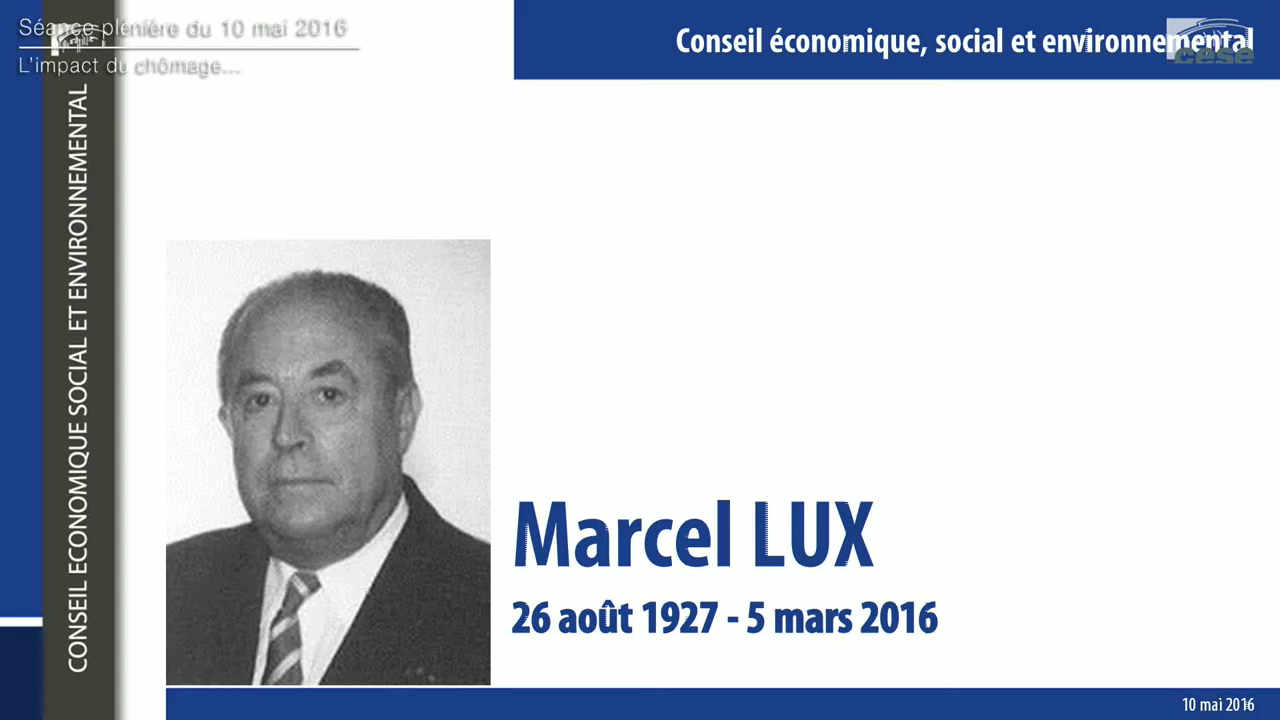 Séance plénière du 10 mai 2016
L'impact du chômage...
Conseil économique, social et environnemental
cese
CONSEIL ECONOMIQUE SOCIAL ET ENVIRONNEMENTAL
Marcel LUX
26 août 1927 - 5 mars 2016
10 mai 2016